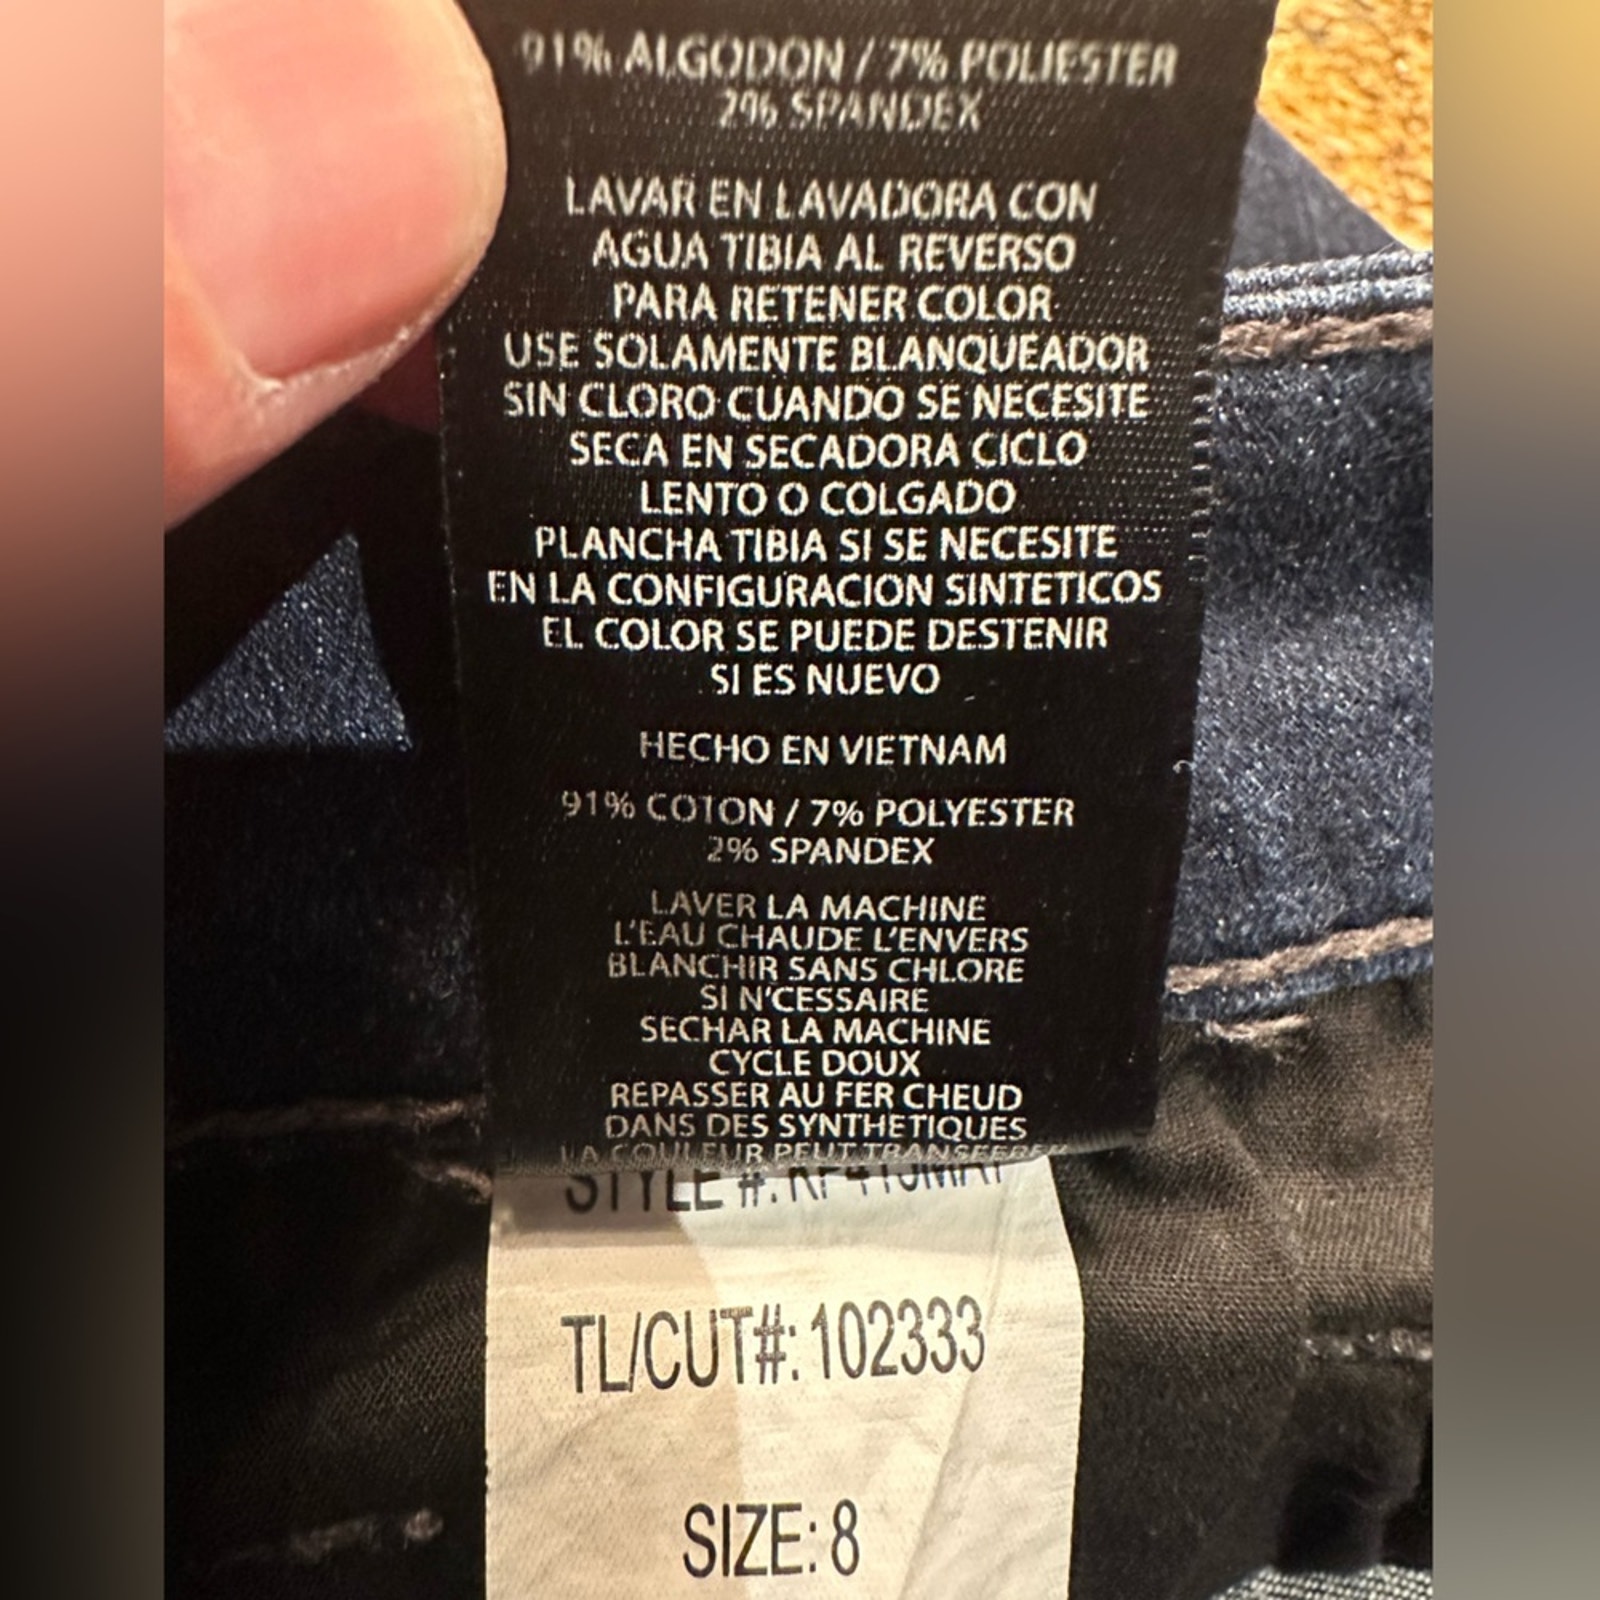 91% ALGODON / 7% POLIESTER
2% SPANDEX
LAVAR EN LAVADORA CON
AGUA TIBIA AL REVERSO
PARA RETENER COLOR
USE SOLAMENTE BLANQUEADOR
SIN CLORO CUANDO SE NECESITE
SECA EN SECADORA CICLO
LENTO O COLGADO
PLANCHA TIBIA SI SE NECESITE
EN LA CONFIGURACION SINTETICOS
EL COLOR SE PUEDE DESTENIR
SI ES NUEVO
HECHO EN VIETNAM
91% COTON / 7% POLYESTER
2% SPANDEX
LAVER LA MACHINE
L'EAU CHAUDE L'ENVERS
BLANCHIR SANS CHLORE
SI N'CESSAIRE
SECHAR LA MACHINE
CYCLE DOUX
REPASSER AU FER CHEUD
DANS DES SYNTHETIQUES
LA COULEUR PEUT
STYLE #:
TL/CUT#: 102333
SIZE: 8